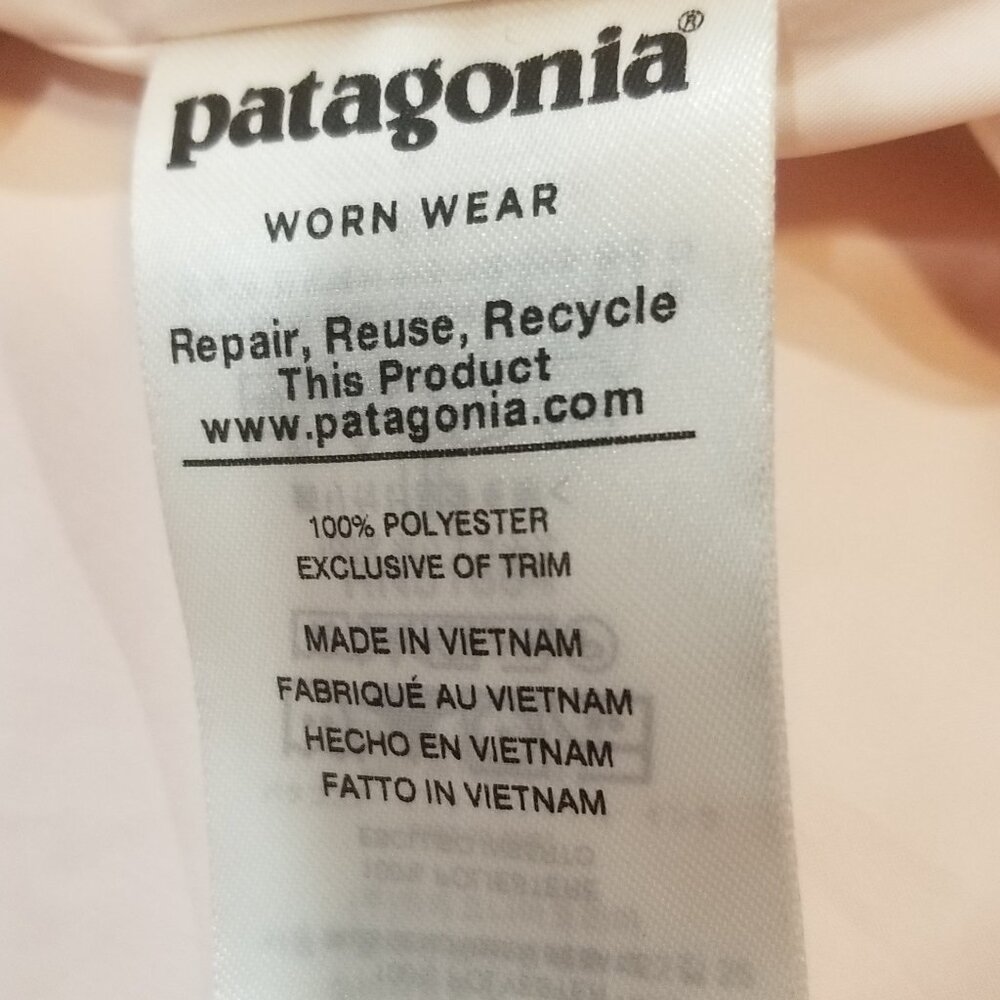 patagonia®
WORN WEAR
Repair, Reuse, Recycle
This Product
www.patagonia.com
100% POLYESTER
EXCLUSIVE OF TRIM
MADE IN VIETNAM
FABRIQUÉ AU VIETNAM
HECHO EN VIETNAM
FATTO IN VIETNAM